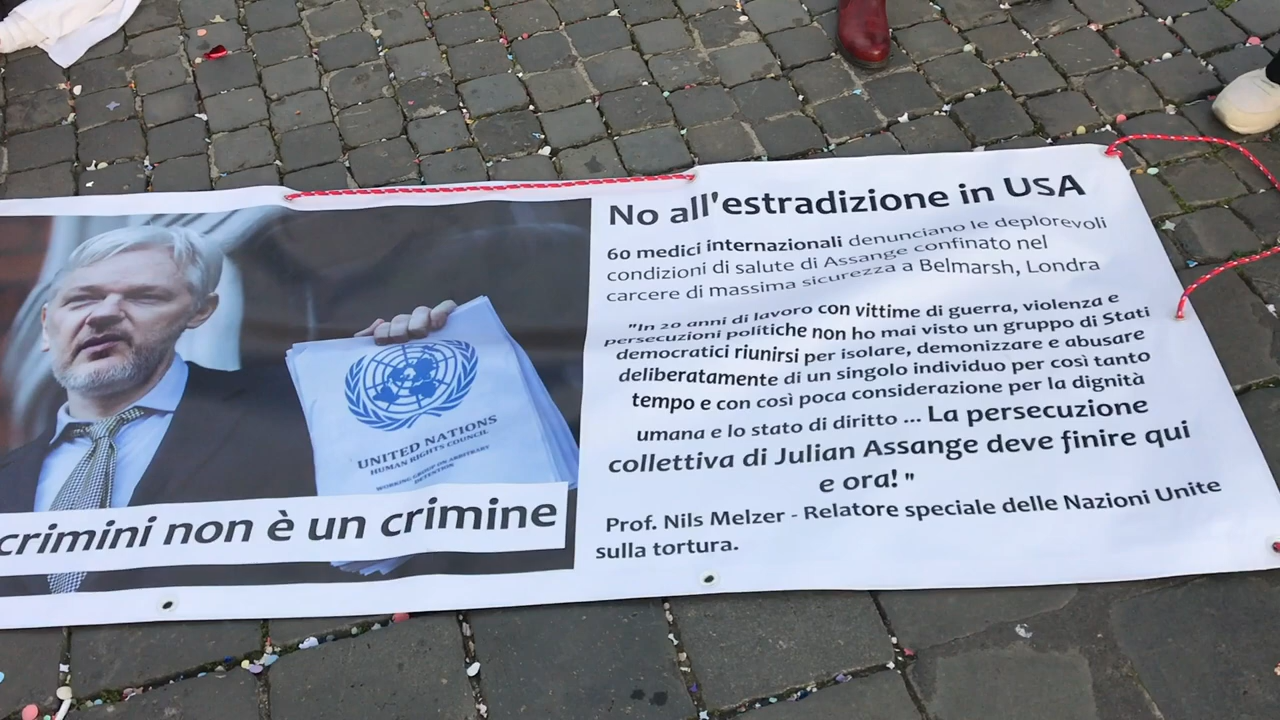 UNITED NATIONS
HUMAN RIGHTS COUNCIL
WORKING GROUP ON ARBITRARY
DETENTION
crimini non è un crimine
No all'estradizione in USA
60 medici internazionali denunciano le deplorevoli
condizioni di salute di Assange confinato nel
carcere di massima sicurezza a Belmarsh, Londra
"In 20 anni di lavoro con vittime di guerra, violenza e
persecuzioni politiche non ho mai visto un gruppo di Stati
democratici riunirsi per isolare, demonizzare e abusare
deliberatamente di un singolo individuo per così tanto
tempo e con così poca considerazione per la dignità
umana e lo stato di diritto ... La persecuzione
collettiva di Julian Assange deve finire qui
e ora! "
Prof. Nils Melzer - Relatore speciale delle Nazioni Unite
sulla tortura.